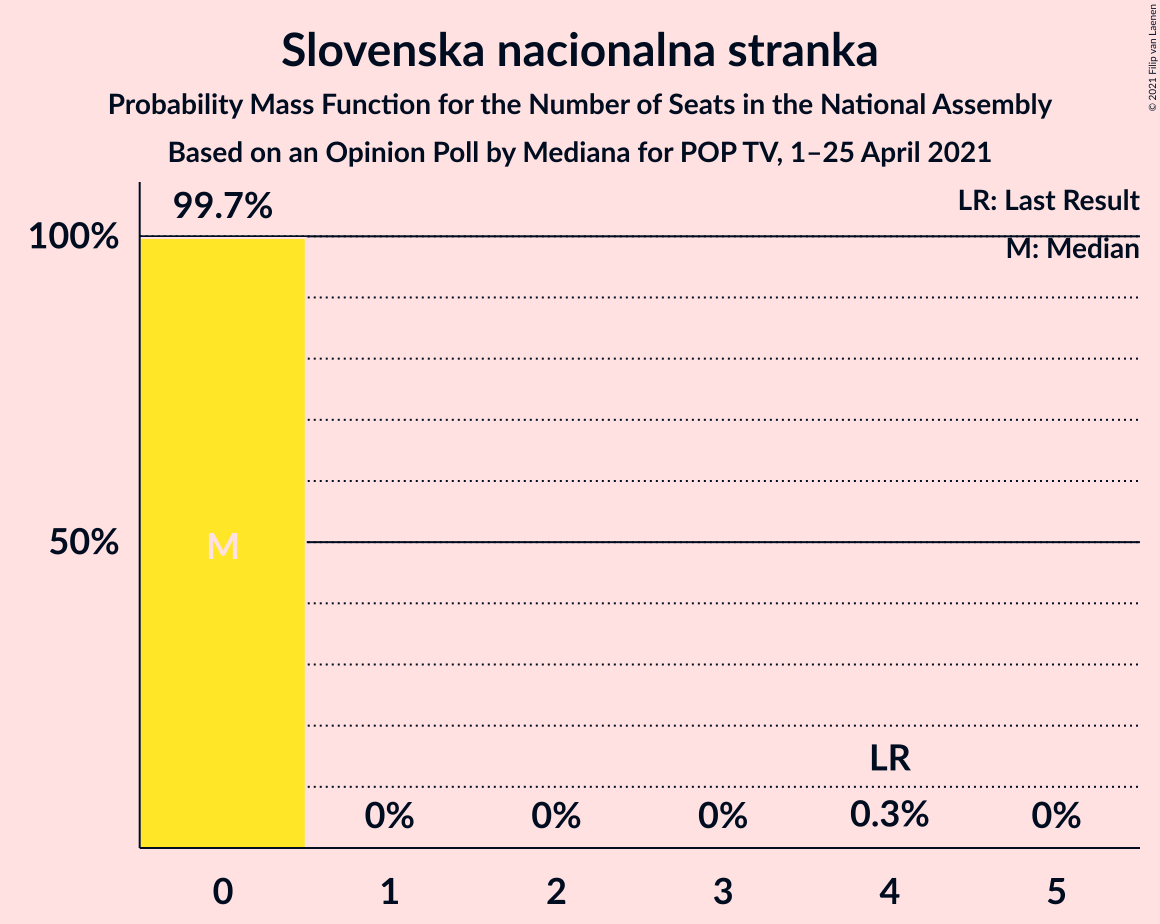 Slovenska nacionalna stranka
Probability Mass Function for the Number of Seats in the National Assembly
Based on an Opinion Poll by Mediana for POP TV, 1–25 April 2021
© 2021 Filip van Laenen
LR: Last Result
M: Median
99.7%
100%
50%
M
LR
0% 0% 0% 0.3% 0%
0 1 2 3 4 5